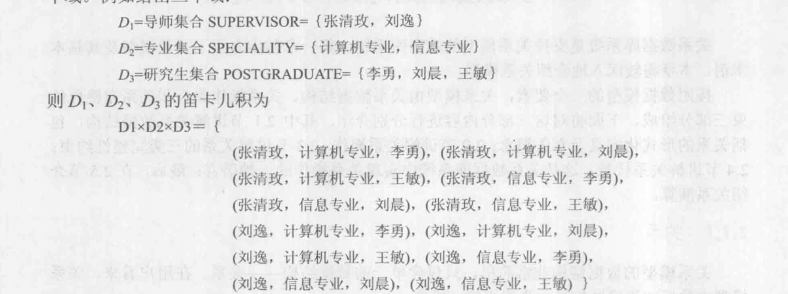 D₁=导师集合 SUPERVISOR={张清玫，刘逸}
D₂=专业集合 SPECIALITY={计算机专业，信息专业}
D₃=研究生集合 POSTGRADUATE={李勇，刘晨，王敏}
则 D₁、D₂、D₃的笛卡儿积为
D1×D2×D3={
(张清玫，计算机专业，李勇)，(张清玫，计算机专业，刘晨)，
(张清玫，计算机专业，王敏)，(张清玫，信息专业，李勇)，
(张清玫，信息专业，刘晨)，(张清玫，信息专业，王敏)，
(刘逸，计算机专业，李勇)，(刘逸，计算机专业，刘晨)，
(刘逸，计算机专业，王敏)，(刘逸，信息专业，李勇)，
(刘逸，信息专业，刘晨)，(刘逸，信息专业，王敏) }